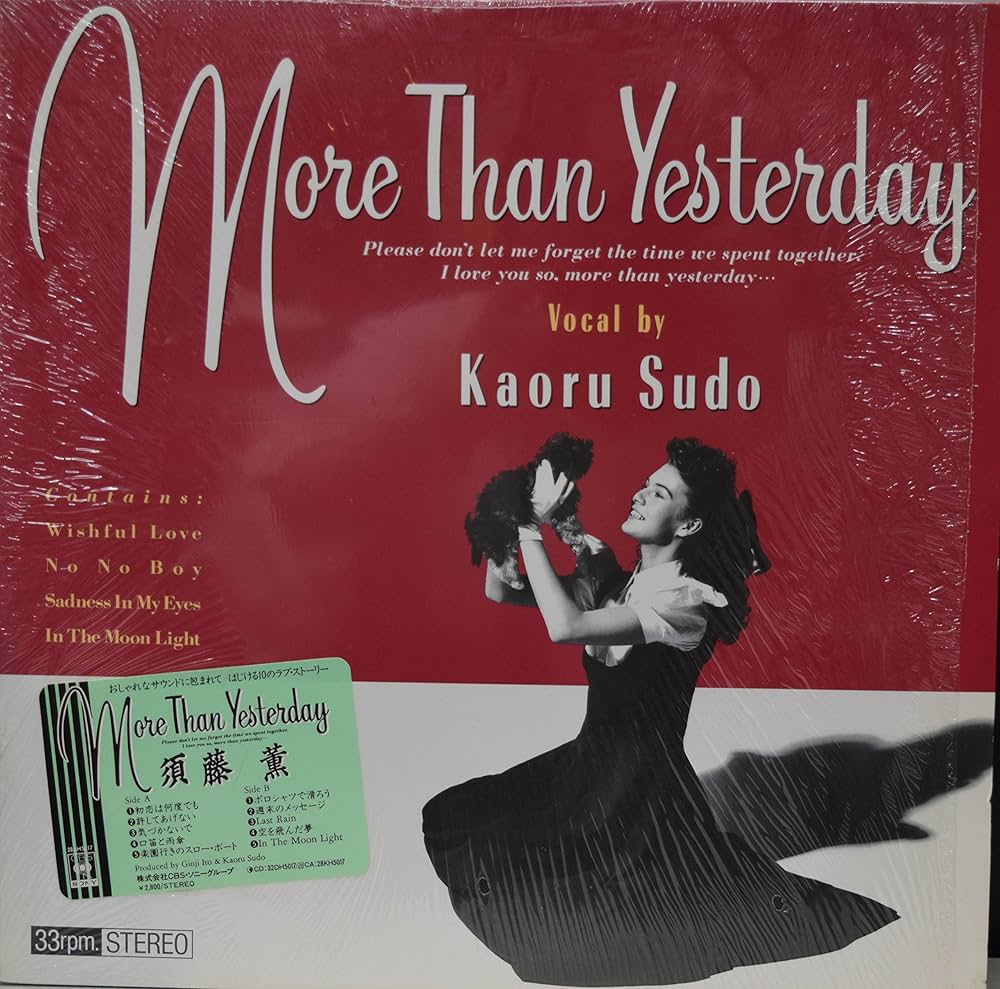 More Than Yesterday
Please don't let me forget the time we spent together.
I love you so, more than yesterday…
Vocal by
Kaoru Sudo
Contains:
Wishful Love
No No Boy
Sadness In My Eyes
In The Moon Light
おしゃれなサウンドに包まれて はじける10のラブ・ストーリー
More Than Yesterday
Please don't let me forget the time we spent together.
I love you so, more than yesterday…
須藤 薫
Side A
❶初恋は何度でも
❷許してあげない
❸気づかないで
❹口笛と雨傘
❺楽園行きのスロー・ボート
Side B
❶ポロシャツで滑ろう
❷週末のメッセージ
❸Last Rain
❹空を飛んだ夢
❺In The Moon Light
Produced by Ginji Ito & Kaoru Sudo
株式会社CBS・ソニーグループ
CD:32DH5017/CA:28KH5017
¥2,800/STEREO
CBS
SONY
33rpm. STEREO